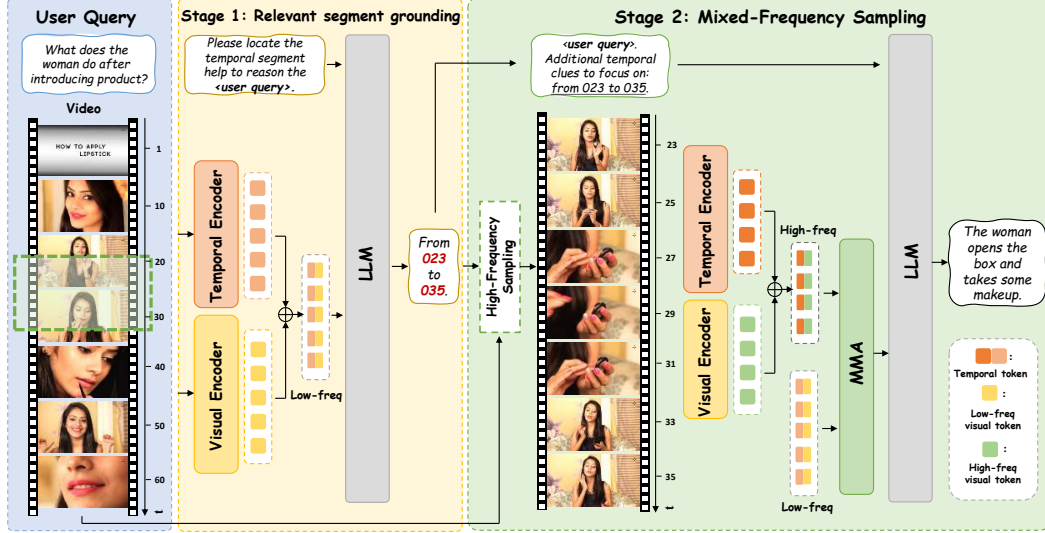 User Query
What does the
woman do after
introducing product?
Video
HOW TO APPLY
LIPSTICK
1
10
20
30
40
50
60
t
Stage 1: Relevant segment grounding
Please locate the
temporal segment
help to reason the
<user query>.
Temporal Encoder
Visual Encoder
Low-freq
LLM
From
023
to
035.
Stage 2: Mixed-Frequency Sampling
<user query>.
Additional temporal
clues to focus on:
from 023 to 035.
High-Frequency
Sampling
23
25
27
29
31
33
35
t
Temporal Encoder
Visual Encoder
High-freq
Low-freq
MMA
LLM
The woman
opens the
box and
takes some
makeup.
:
Temporal token
:
Low-freq
visual token
:
High-freq
visual token